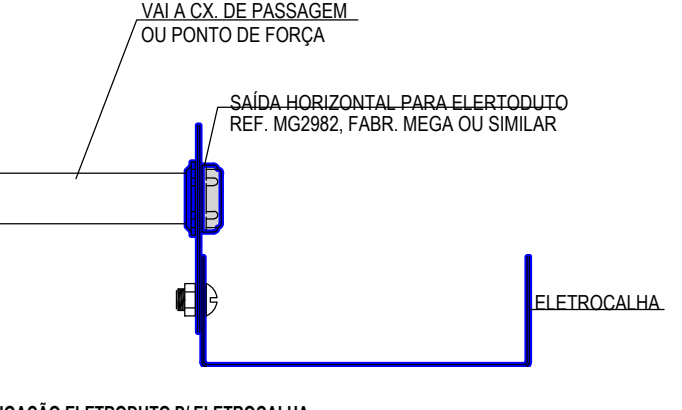 VAI A CX. DE PASSAGEM
OU PONTO DE FORÇA
SAÍDA HORIZONTAL PARA ELERTODUTO
REF. MG2982, FABR. MEGA OU SIMILAR
ELETROCALHA